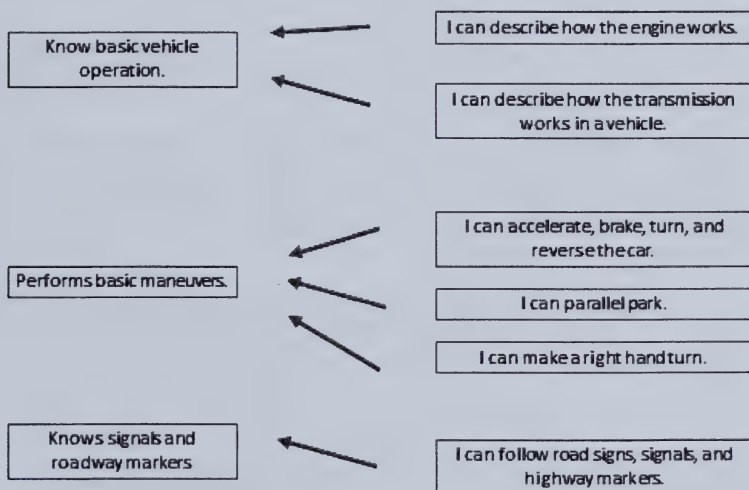 Know basic vehicle
operation.
I can describe how the engine works.
I can describe how the transmission
works in a vehicle.
Performs basic maneuvers.
I can accelerate, brake, turn, and
reverse the car.
I can parallel park.
I can make a right hand turn.
Knows signals and
roadway markers
I can follow road signs, signals, and
highway markers.